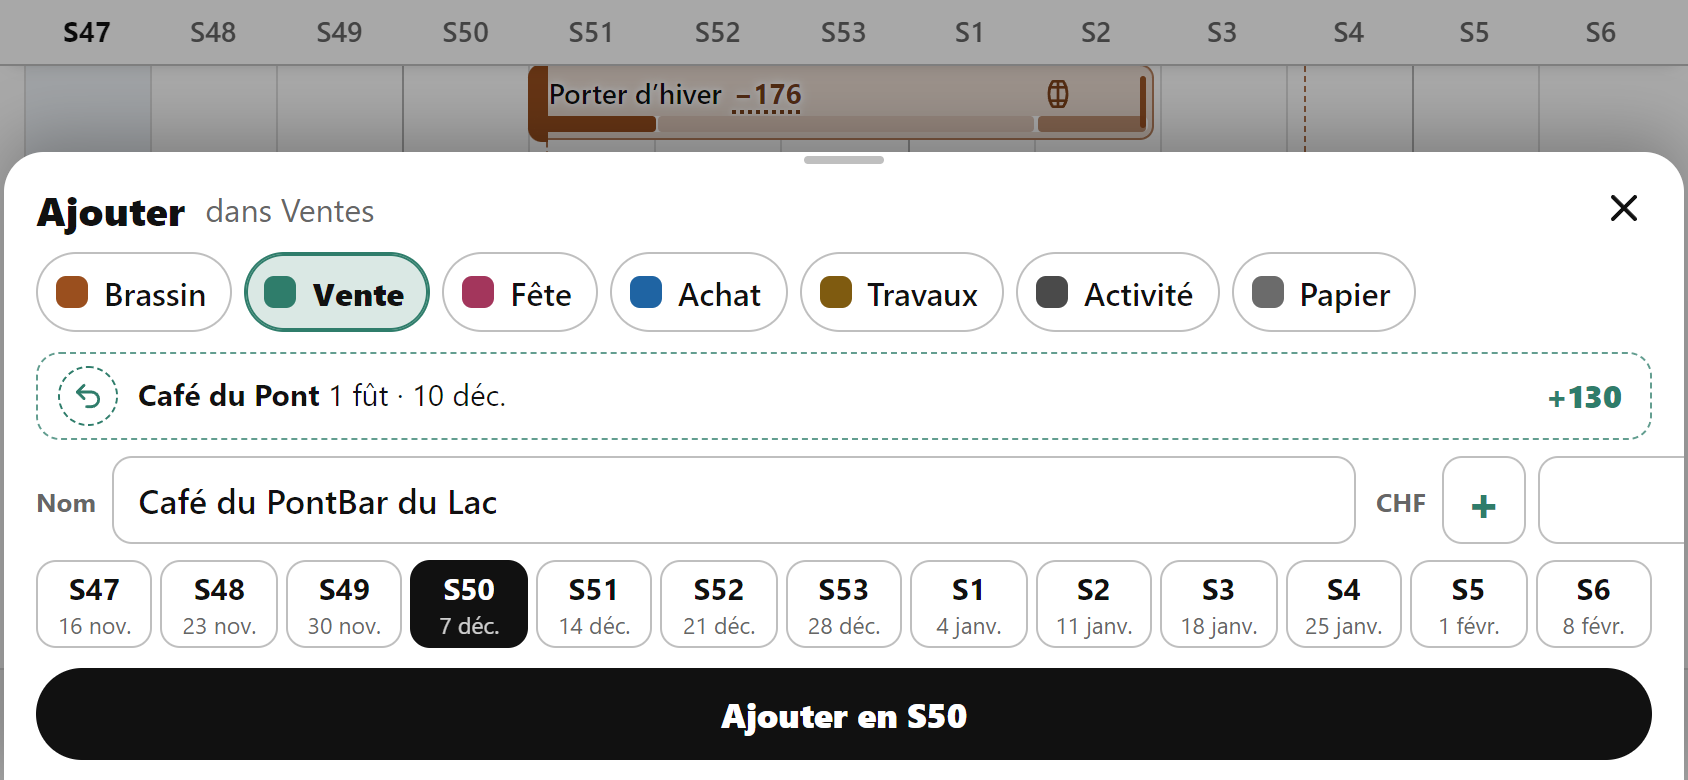 S47 S48 S49 S50 S51 S52 S53 S1 S2 S3 S4 S5 S6
Porter d’hiver −176
Ajouter dans Ventes
Brassin Vente Fête Achat Travaux Activité Papier
Café du Pont 1 fût · 10 déc. +130
Nom Café du PontBar du Lac CHF +
S47 S48 S49 S50 S51 S52 S53 S1 S2 S3 S4 S5 S6
16 nov. 23 nov. 30 nov. 7 déc. 14 déc. 21 déc. 28 déc. 4 janv. 11 janv. 18 janv. 25 janv. 1 févr. 8 févr.
Ajouter en S50